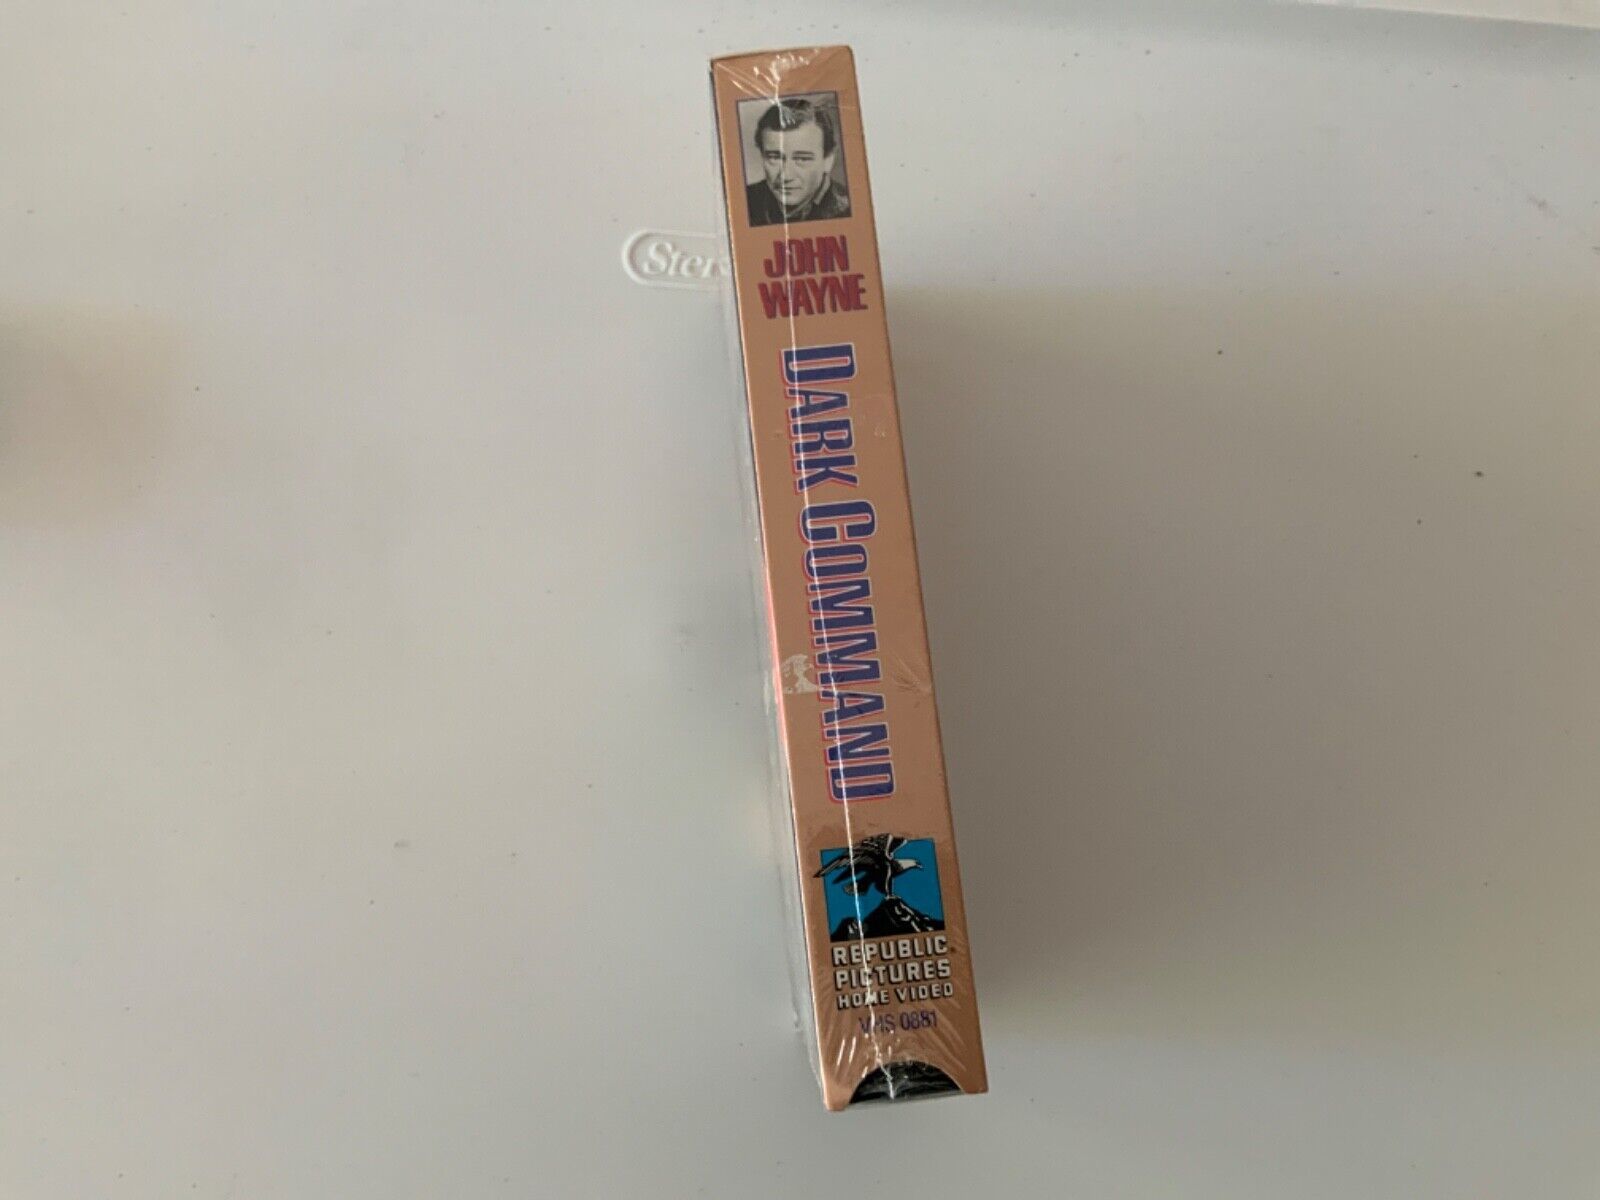 JOHN
WAYNE
DARK COMMAND
REPUBLIC®
PICTURES
HOME VIDEO
VHS 0881